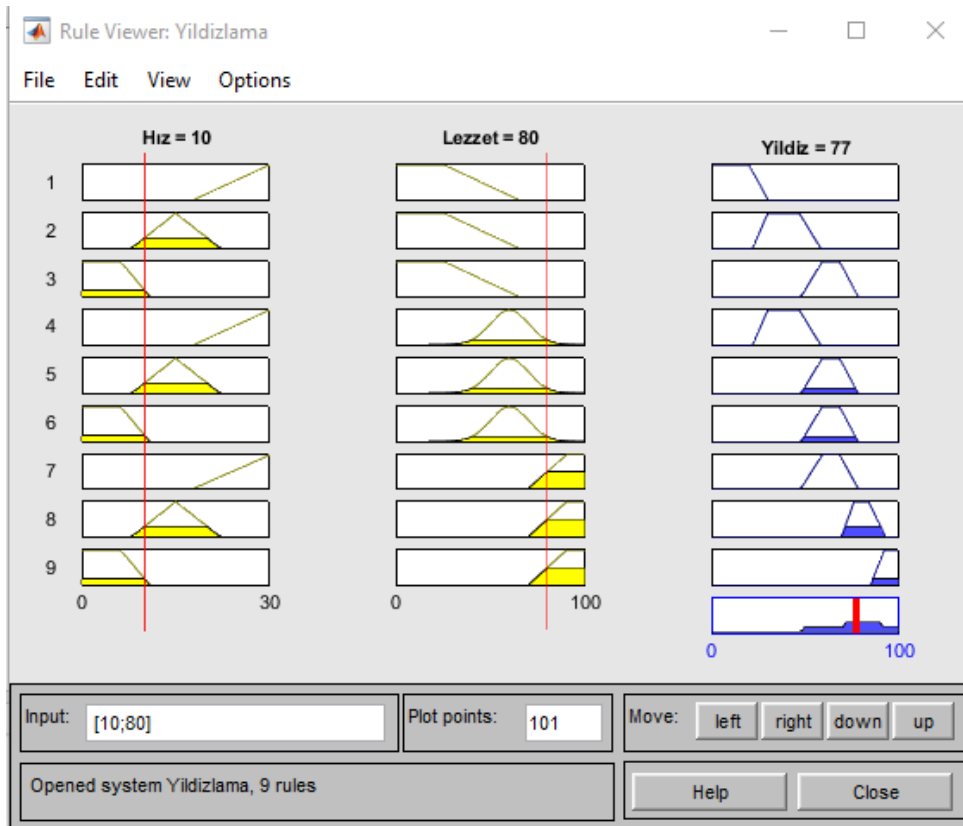 Rule Viewer: Yildizlama
File Edit View Options
Hız = 10 Lezzet = 80 Yildiz = 77
1
2
3
4
5
6
7
8
9
0 30 0 100
0 100
Input: [10;80] Plot points: 101 Move: left right down up
Opened system Yildizlama, 9 rules Help Close